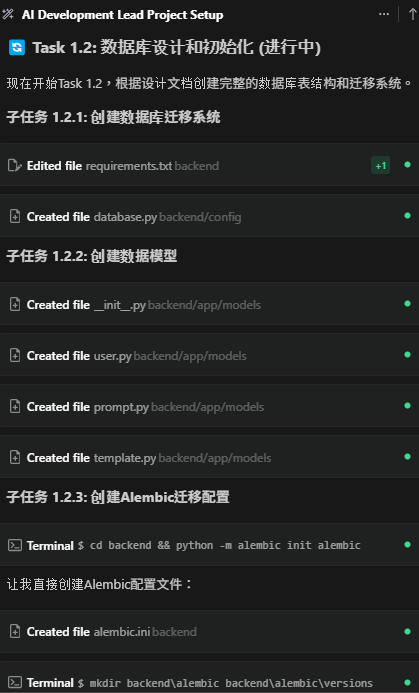 AI Development Lead Project Setup
Task 1.2: 数据库设计和初始化 (进行中)
现在开始Task 1.2，根据设计文档创建完整的数据库表结构和迁移系统。
子任务 1.2.1: 创建数据库迁移系统
Edited file requirements.txt backend +1
Created file database.py backend/config
子任务 1.2.2: 创建数据模型
Created file __init__.py backend/app/models
Created file user.py backend/app/models
Created file prompt.py backend/app/models
Created file template.py backend/app/models
子任务 1.2.3: 创建Alembic迁移配置
Terminal $ cd backend && python -m alembic init alembic
让我直接创建Alembic配置文件：
Created file alembic.ini backend
Terminal $ mkdir backend\alembic backend\alembic\versions